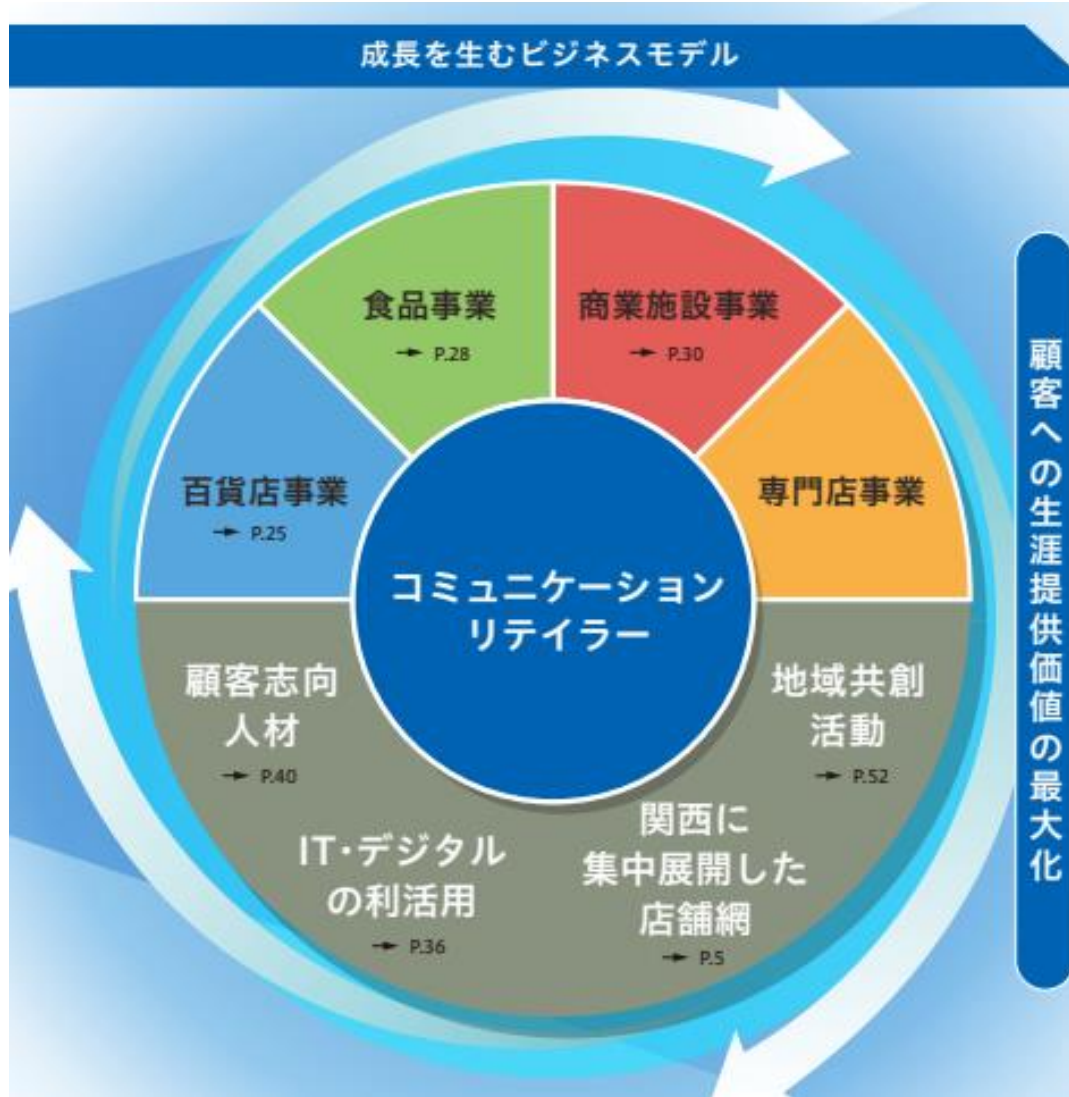 成長を生むビジネスモデル
食品事業
→ P.28
商業施設事業
→ P.30
百貨店事業
→ P.25
専門店事業
コミュニケーション
リテイラー
顧客志向
人材
→ P.40
IT・デジタル
の利活用
→ P.36
関西に
集中展開した
店舗網
→ P.5
地域共創
活動
→ P.52
顧客への生涯提供価値の最大化